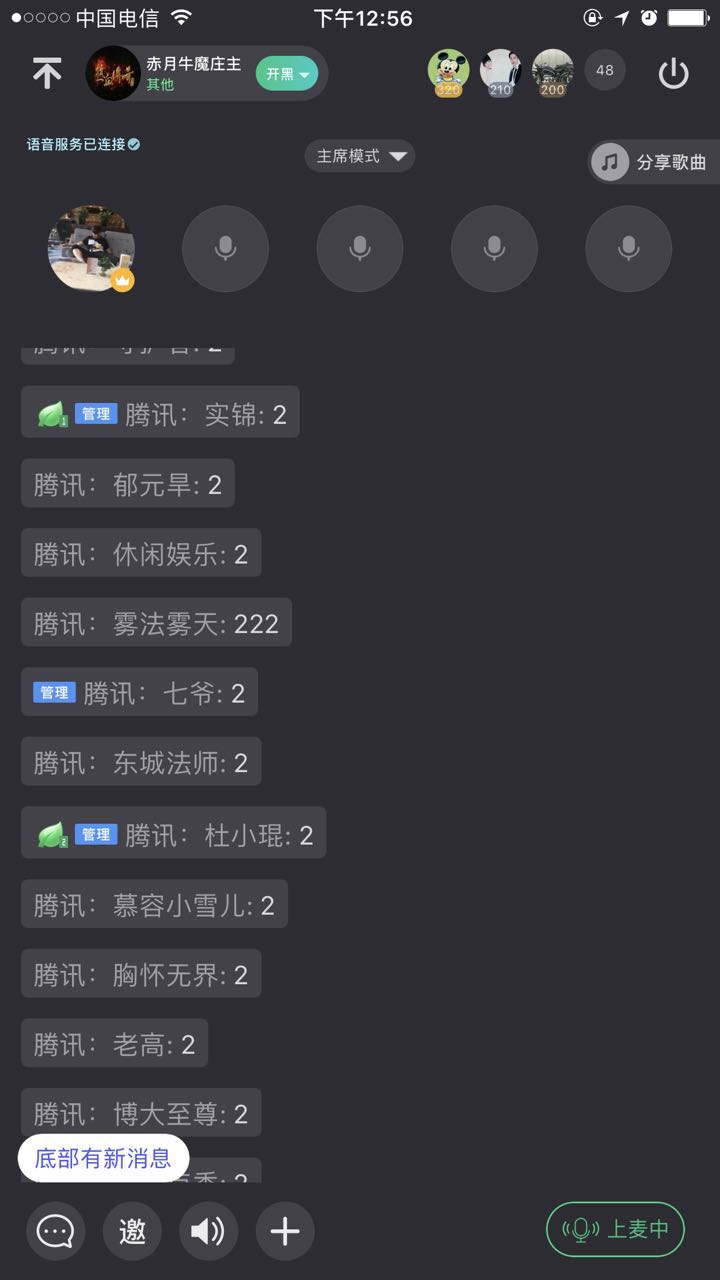 中国电信 下午12:56
赤月牛魔庄主
其他
开黑
320 210 200 48
语音服务已连接
主席模式
分享歌曲
1 管理 腾讯：实锦: 2
腾讯：郁元旱: 2
腾讯：休闲娱乐: 2
腾讯：雾法雾天: 222
管理 腾讯：七爷: 2
腾讯：东城法师: 2
2 管理 腾讯：杜小琨: 2
腾讯：慕容小雪儿: 2
腾讯：胸怀无界: 2
腾讯：老高: 2
腾讯：博大至尊: 2
底部有新消息
邀
上麦中